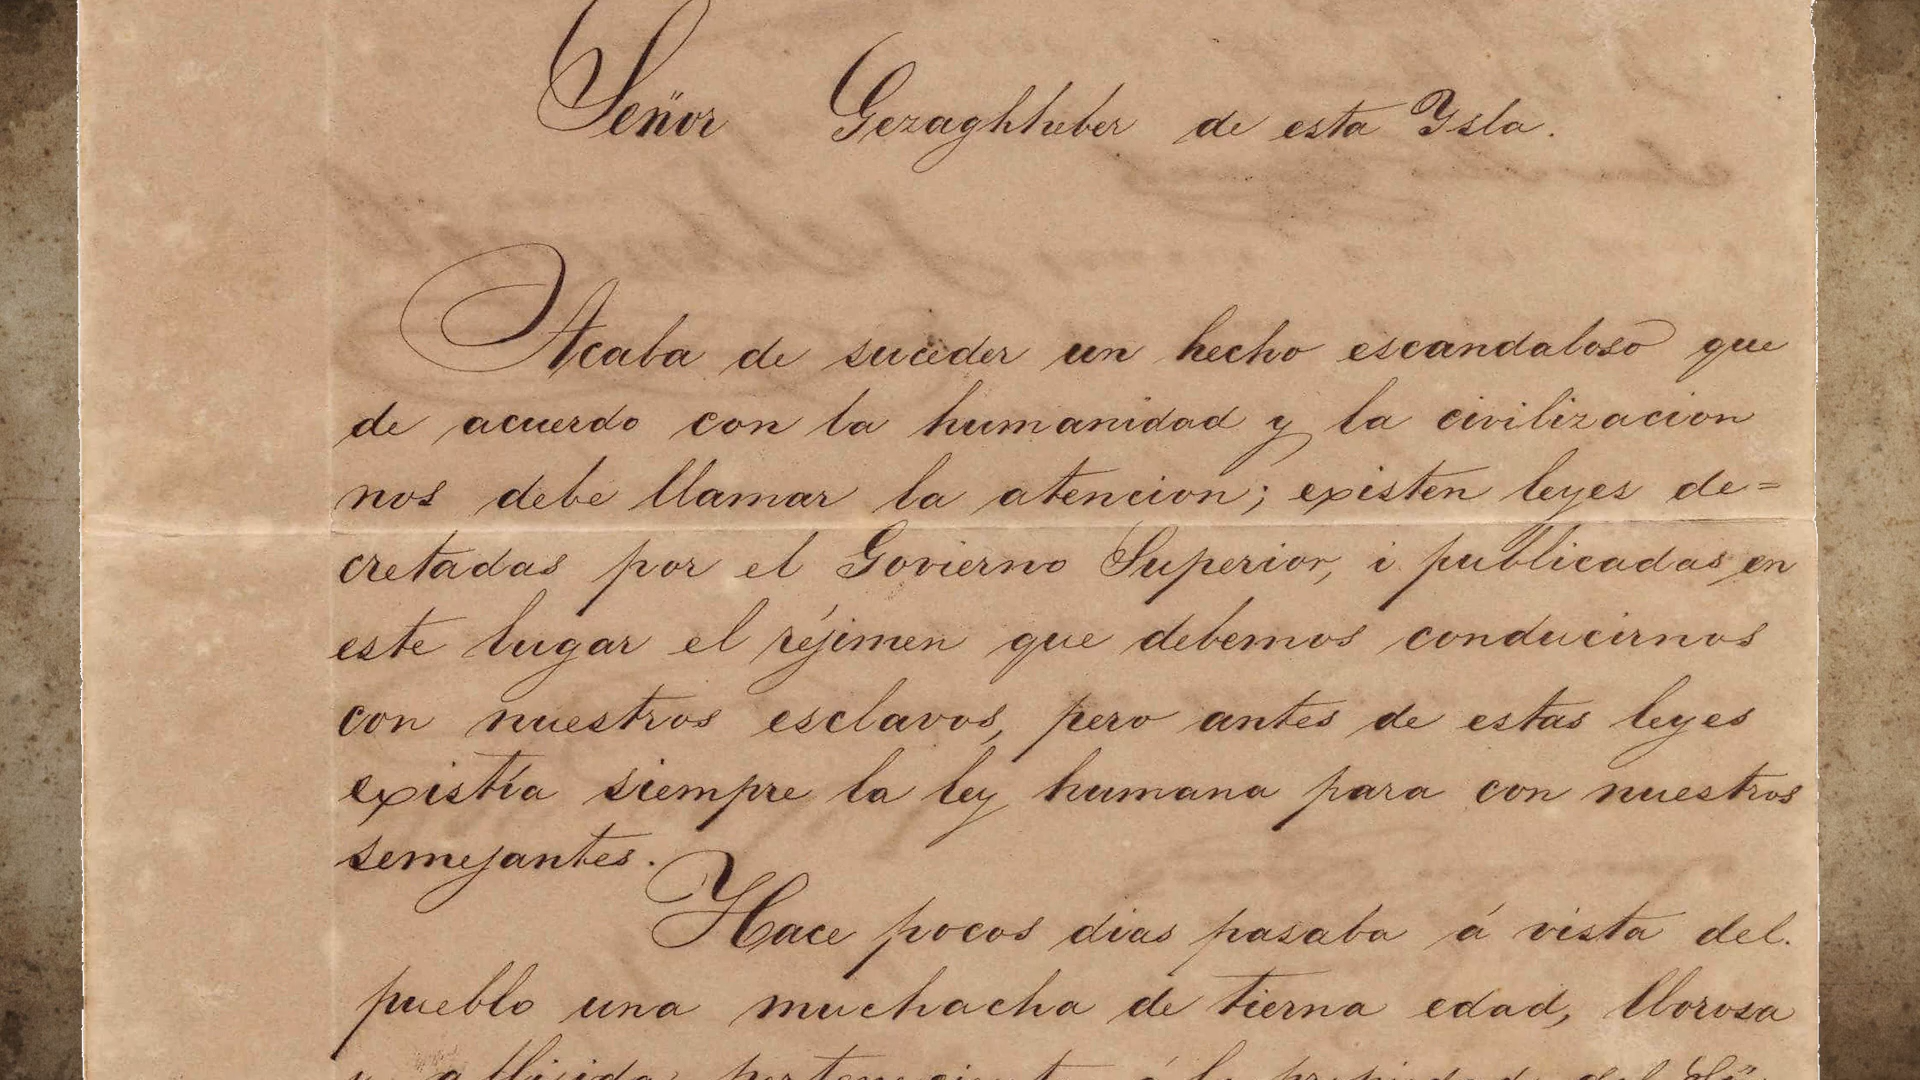 Señor Gezaghheber de esta Ysla.
Acaba de suceder un hecho escandaloso que
de acuerdo con la humanidad y la civilizacion
nos debe llamar la atencion; existen leyes de=
cretadas por el Govierno Superior, i publicadas en
este lugar el réjimen que debemos conducirnos
con nuestros esclavos, pero antes de estas leyes
existía siempre la ley humana para con nuestros
semejantes.
Hace pocos dias pasaba á vista del
pueblo una muchacha de tierna edad, llorosa